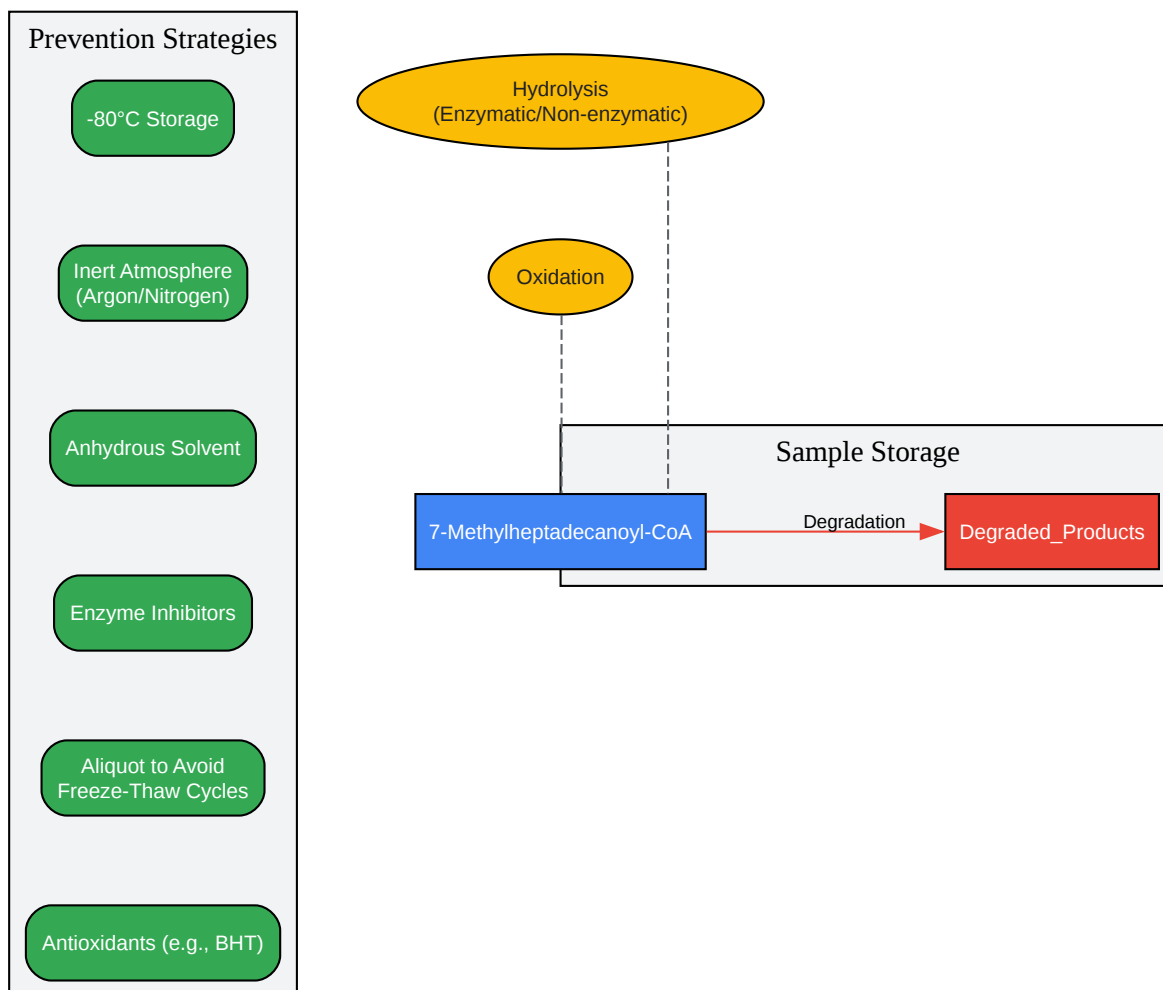 Prevention Strategies
-80°C Storage
Inert Atmosphere
(Argon/Nitrogen)
Anhydrous Solvent
Enzyme Inhibitors
Aliquot to Avoid
Freeze-Thaw Cycles
Antioxidants (e.g., BHT)
Hydrolysis
(Enzymatic/Non-enzymatic)
Oxidation
Sample Storage
7-Methylheptadecanoyl-CoA
Degradation
Degraded_Products